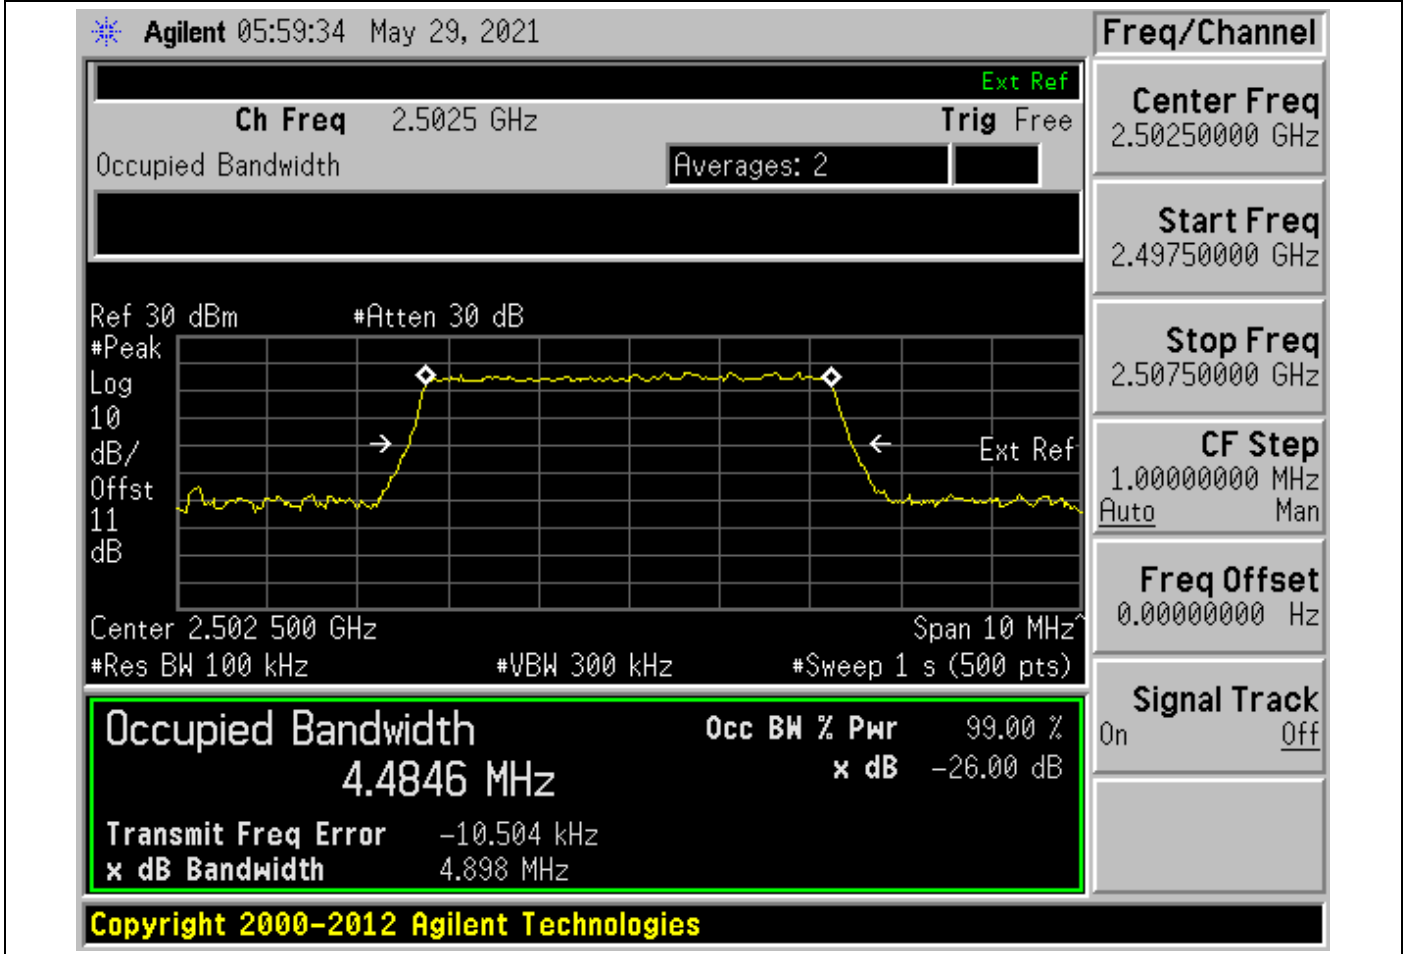 Agilent 05:59:34 May 29, 2021
Freq/Channel
Ext Ref
Ch Freq 2.5025 GHz Trig Free
Occupied Bandwidth Averages: 2
Ref 30 dBm #Atten 30 dB
#Peak
Log
10
dB/
Offst
11
dB
Ext Ref
Center 2.502 500 GHz Span 10 MHz^
#Res BW 100 kHz #VBW 300 kHz #Sweep 1 s (500 pts)
Occupied Bandwidth
4.4846 MHz
Occ BW % Pwr 99.00 %
x dB -26.00 dB
Transmit Freq Error -10.504 kHz
x dB Bandwidth 4.898 MHz
Copyright 2000-2012 Agilent Technologies
Center Freq
2.50250000 GHz
Start Freq
2.49750000 GHz
Stop Freq
2.50750000 GHz
CF Step
1.00000000 MHz
Auto Man
Freq Offset
0.00000000 Hz
Signal Track
On Off